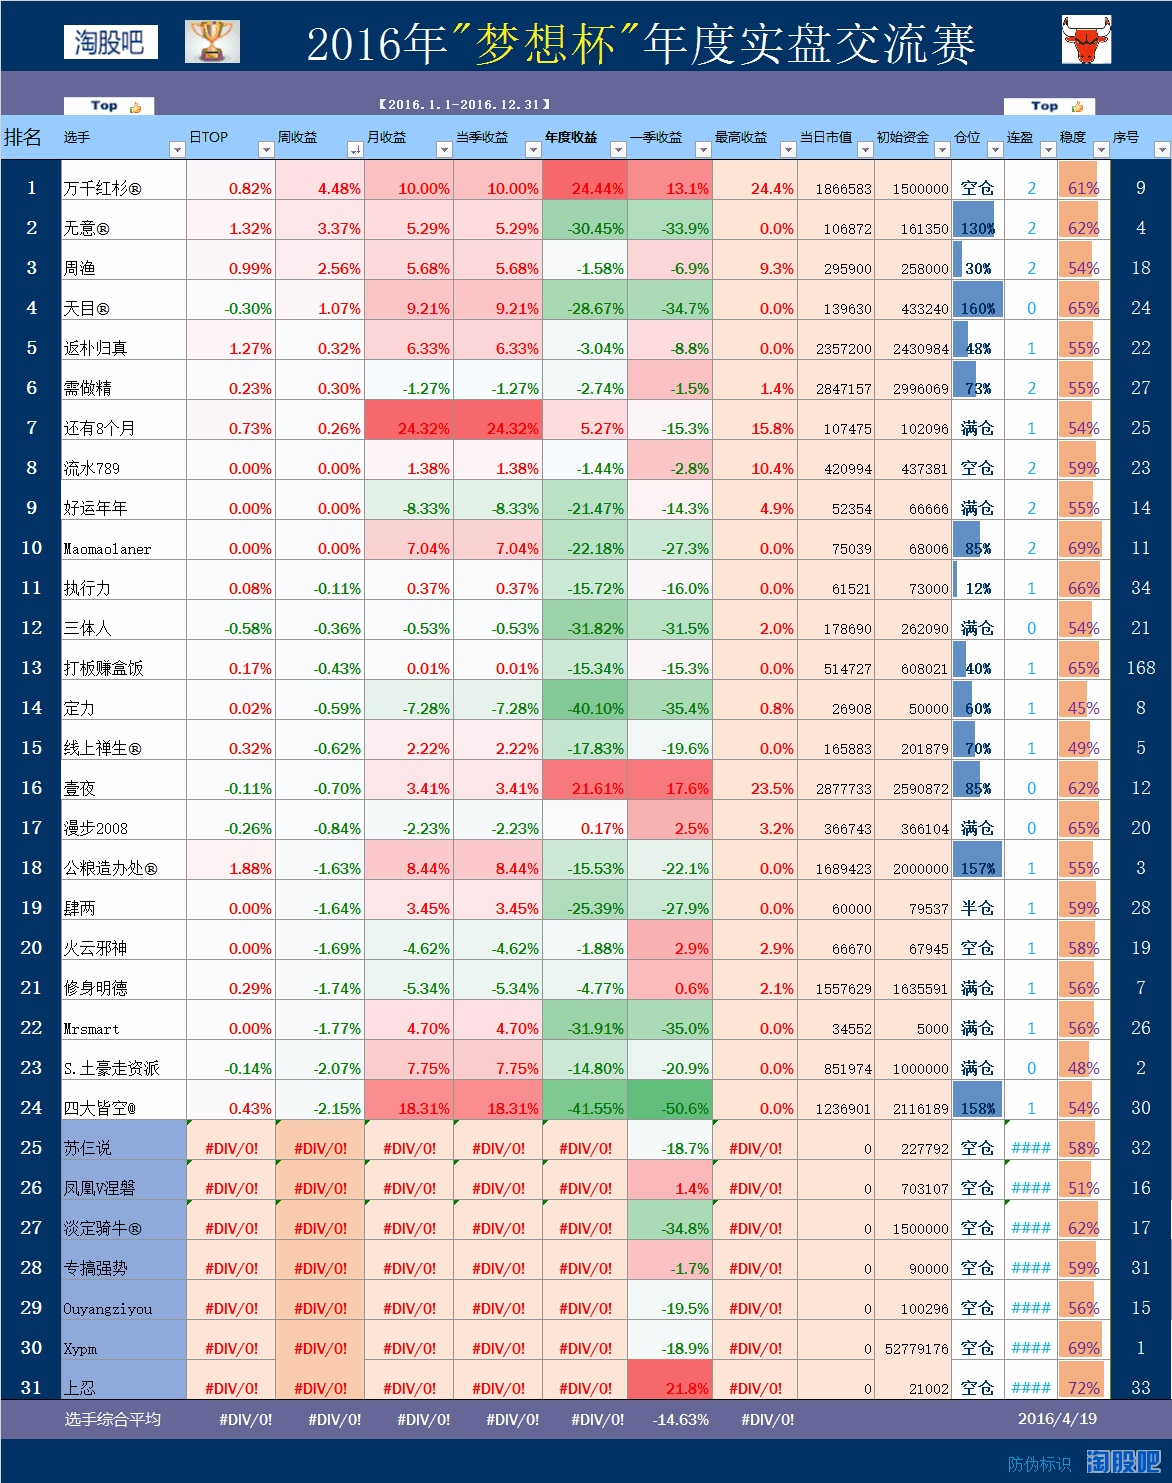 淘股吧 2016年"梦想杯"年度实盘交流赛
Top 【2016.1.1-2016.12.31】 Top
排名 选手 日TOP 周收益 月收益 当季收益 年度收益 一季收益 最高收益 当日市值 初始资金 仓位 连盈 稳度 序号
1 万千红杉® 0.82% 4.48% 10.00% 10.00% 24.44% 13.1% 24.4% 1866583 1500000 空仓 2 61% 9
2 无意® 1.32% 3.37% 5.29% 5.29% -30.45% -33.9% 0.0% 106872 161350 130% 2 62% 4
3 周渔 0.99% 2.56% 5.68% 5.68% -1.58% -6.9% 9.3% 295900 258000 30% 2 54% 18
4 天目® -0.30% 1.07% 9.21% 9.21% -28.67% -34.7% 0.0% 139630 433240 160% 0 65% 24
5 返朴归真 1.27% 0.32% 6.33% 6.33% -3.04% -8.8% 0.0% 2357200 2430984 48% 1 55% 22
6 需做精 0.23% 0.30% -1.27% -1.27% -2.74% -1.5% 1.4% 2847157 2996069 73% 2 55% 27
7 还有8个月 0.73% 0.26% 24.32% 24.32% 5.27% -15.3% 15.8% 107475 102096 满仓 1 54% 25
8 流水789 0.00% 0.00% 1.38% 1.38% -1.44% -2.8% 10.4% 420994 437381 空仓 2 59% 23
9 好运年年 0.00% 0.00% -8.33% -8.33% -21.47% -14.3% 4.9% 52354 66666 满仓 2 55% 14
10 Maomaolaner 0.00% 0.00% 7.04% 7.04% -22.18% -27.3% 0.0% 75039 68006 85% 2 69% 11
11 执行力 0.08% -0.11% 0.37% 0.37% -15.72% -16.0% 0.0% 61521 73000 12% 1 66% 34
12 三体人 -0.58% -0.36% -0.53% -0.53% -31.82% -31.5% 2.0% 178690 262090 满仓 0 54% 21
13 打板赚盒饭 0.17% -0.43% 0.01% 0.01% -15.34% -15.3% 0.0% 514727 608021 40% 1 65% 168
14 定力 0.02% -0.59% -7.28% -7.28% -40.10% -35.4% 0.8% 26908 50000 60% 1 45% 8
15 线上禅生® 0.32% -0.62% 2.22% 2.22% -17.83% -19.6% 0.0% 165883 201879 70% 1 49% 5
16 壹夜 -0.11% -0.70% 3.41% 3.41% 21.61% 17.6% 23.5% 2877733 2590872 85% 0 62% 12
17 漫步2008 -0.26% -0.84% -2.23% -2.23% 0.17% 2.5% 3.2% 366743 366104 满仓 0 65% 20
18 公粮造办处® 1.88% -1.63% 8.44% 8.44% -15.53% -22.1% 0.0% 1689423 2000000 157% 1 55% 3
19 肆两 0.00% -1.64% 3.45% 3.45% -25.39% -27.9% 0.0% 60000 79537 半仓 1 59% 28
20 火云邪神 0.00% -1.69% -4.62% -4.62% -1.88% 2.9% 2.9% 66670 67945 空仓 1 58% 19
21 修身明德 0.29% -1.74% -5.34% -5.34% -4.77% 0.6% 2.1% 1557629 1635591 满仓 1 56% 7
22 Mrsmart 0.00% -1.77% 4.70% 4.70% -31.91% -35.0% 0.0% 34552 5000 满仓 1 56% 26
23 S.土豪走资派 -0.14% -2.07% 7.75% 7.75% -14.80% -20.9% 0.0% 851974 1000000 满仓 0 48% 2
24 四大皆空@ 0.43% -2.15% 18.31% 18.31% -41.55% -50.6% 0.0% 1236901 2116189 158% 1 54% 30
25 苏仨说 #DIV/0! #DIV/0! #DIV/0! #DIV/0! #DIV/0! -18.7% #DIV/0! 0 227792 空仓 #### 58% 32
26 凤凰V涅磐 #DIV/0! #DIV/0! #DIV/0! #DIV/0! #DIV/0! 1.4% #DIV/0! 0 703107 空仓 #### 51% 16
27 淡定骑牛® #DIV/0! #DIV/0! #DIV/0! #DIV/0! #DIV/0! -34.8% #DIV/0! 0 1500000 空仓 #### 62% 17
28 专搞强势 #DIV/0! #DIV/0! #DIV/0! #DIV/0! #DIV/0! -1.7% #DIV/0! 0 90000 空仓 #### 59% 31
29 Ouyangziyou #DIV/0! #DIV/0! #DIV/0! #DIV/0! #DIV/0! -19.5% #DIV/0! 0 100296 空仓 #### 56% 15
30 Xypm #DIV/0! #DIV/0! #DIV/0! #DIV/0! #DIV/0! -18.9% #DIV/0! 0 52779176 空仓 #### 69% 1
31 上忍 #DIV/0! #DIV/0! #DIV/0! #DIV/0! #DIV/0! 21.8% #DIV/0! 0 21002 空仓 #### 72% 33
选手综合平均 #DIV/0! #DIV/0! #DIV/0! #DIV/0! #DIV/0! -14.63% #DIV/0! 2016/4/19
防伪标识 淘股吧